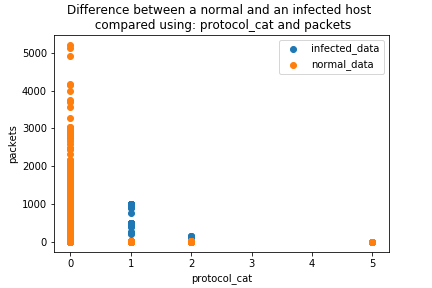 Difference between a normal and an infected host
compared using: protocol_cat and packets
infected_data
normal_data
5000
4000
3000
2000
1000
0
packets
0 1 2 3 4 5
protocol_cat